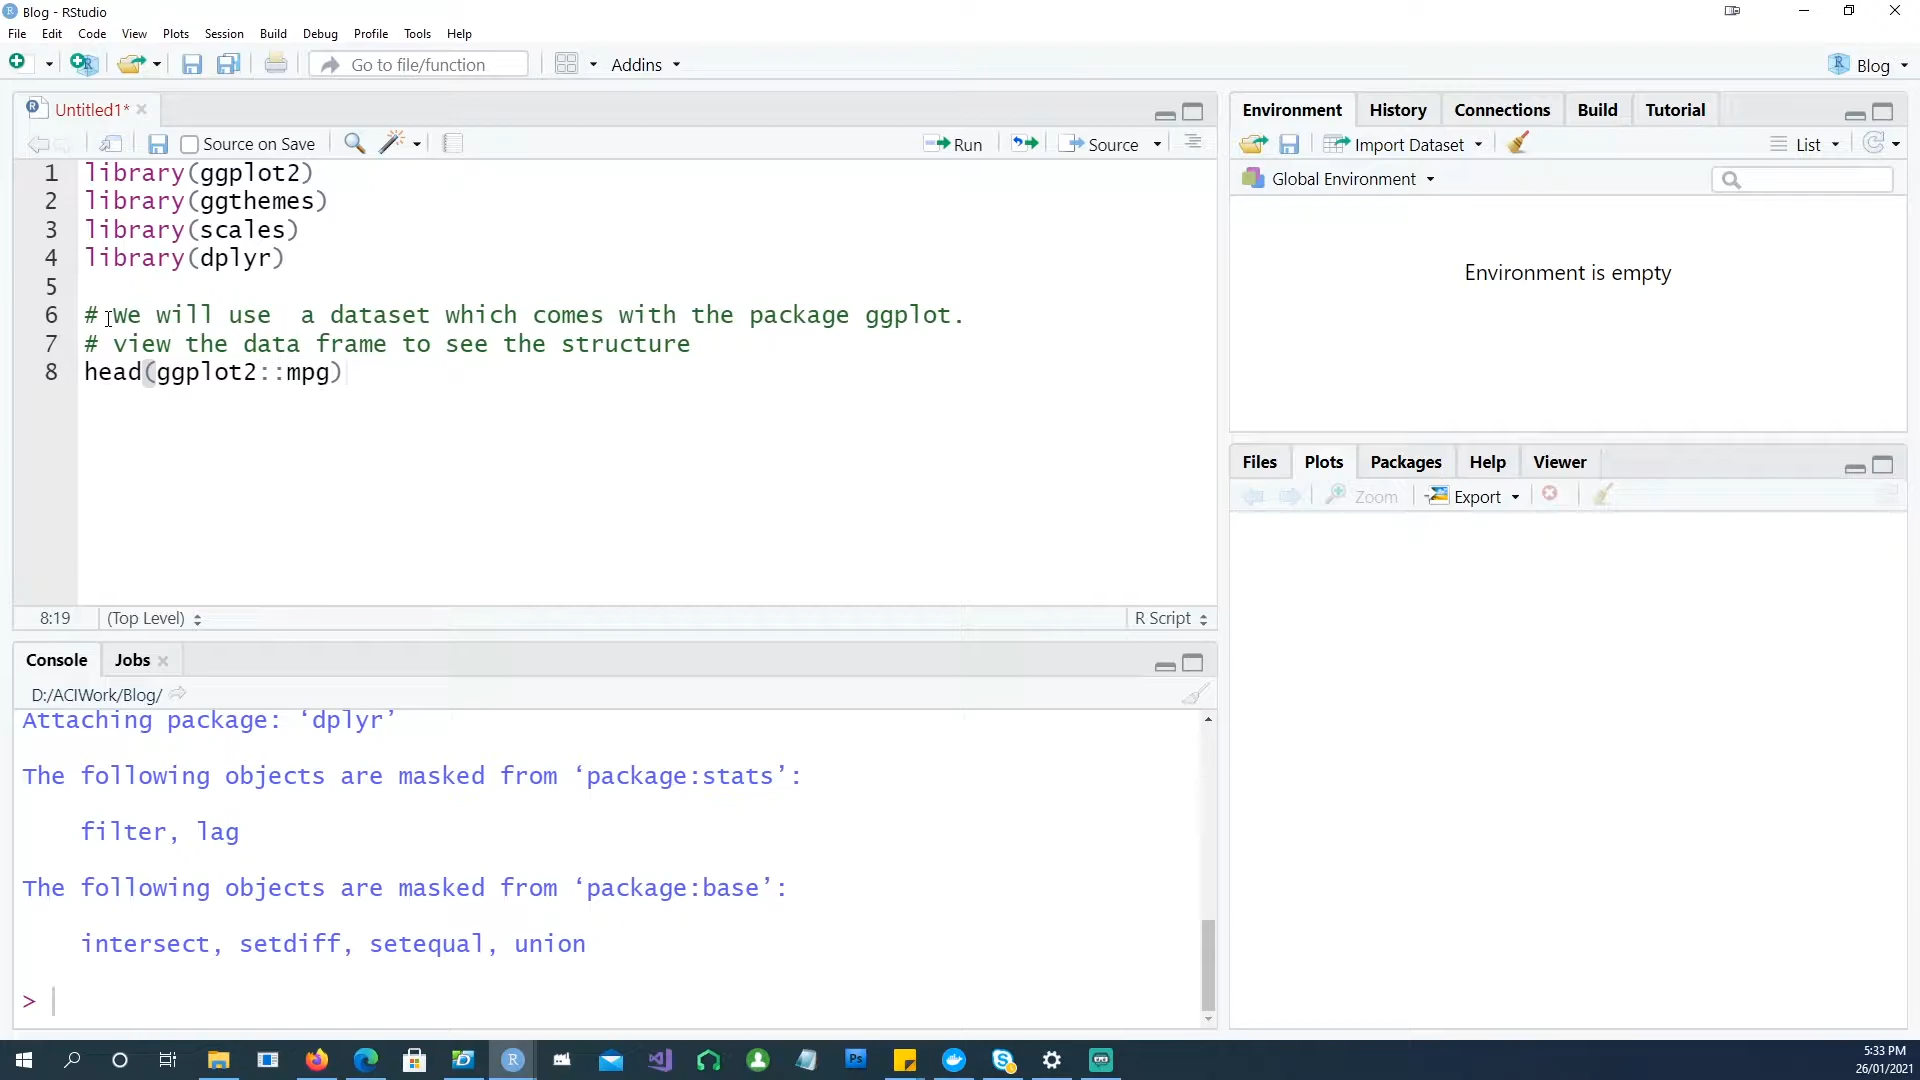 Blog - RStudio
File Edit Code View Plots Session Build Debug Profile Tools Help
Go to file/function Addins Blog
Untitled1*
Source on Save Run Source
1 library(ggplot2)
2 library(ggthemes)
3 library(scales)
4 library(dplyr)
5
6 # We will use  a dataset which comes with the package ggplot.
7 # view the data frame to see the structure
8 head(ggplot2::mpg)
8:19 (Top Level) R Script
Console Jobs
D:/ACIWork/Blog/
Attaching package: ‘dplyr’
The following objects are masked from ‘package:stats’:
filter, lag
The following objects are masked from ‘package:base’:
intersect, setdiff, setequal, union
>
Environment History Connections Build Tutorial
Import Dataset List
Global Environment
Environment is empty
Files Plots Packages Help Viewer
Zoom Export
Ps
5:33 PM
26/01/2021